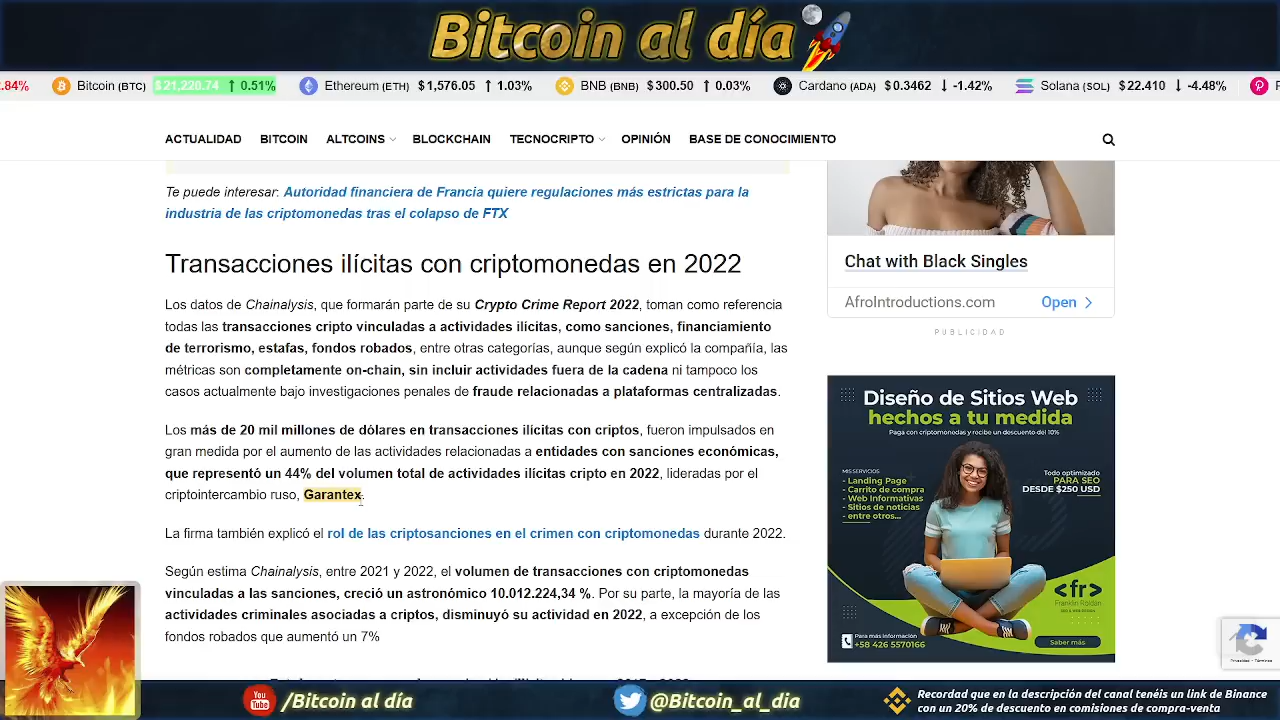 Bitcoin al día
.84%
Bitcoin (BTC) $21,220.74 ↑ 0.51%
Ethereum (ETH) $1,576.05 ↑ 1.03%
BNB (BNB) $300.50 ↑ 0.03%
Cardano (ADA) $0.3462 ↓ -1.42%
Solana (SOL) $22.410 ↓ -4.48%
ACTUALIDAD BITCOIN ALTCOINS BLOCKCHAIN TECNOCRIPTO OPINIÓN BASE DE CONOCIMIENTO
Te puede interesar: Autoridad financiera de Francia quiere regulaciones más estrictas para la
industria de las criptomonedas tras el colapso de FTX
Transacciones ilícitas con criptomonedas en 2022
Los datos de Chainalysis, que formarán parte de su Crypto Crime Report 2022, toman como referencia
todas las transacciones cripto vinculadas a actividades ilícitas, como sanciones, financiamiento
de terrorismo, estafas, fondos robados, entre otras categorías, aunque según explicó la compañía, las
métricas son completamente on-chain, sin incluir actividades fuera de la cadena ni tampoco los
casos actualmente bajo investigaciones penales de fraude relacionadas a plataformas centralizadas.
Los más de 20 mil millones de dólares en transacciones ilícitas con criptos, fueron impulsados en
gran medida por el aumento de las actividades relacionadas a entidades con sanciones económicas,
que representó un 44% del volumen total de actividades ilícitas cripto en 2022, lideradas por el
criptointercambio ruso, Garantex.
La firma también explicó el rol de las criptosanciones en el crimen con criptomonedas durante 2022.
Según estima Chainalysis, entre 2021 y 2022, el volumen de transacciones con criptomonedas
vinculadas a las sanciones, creció un astronómico 10.012.224,34 %. Por su parte, la mayoría de las
actividades criminales asociadas a criptos, disminuyó su actividad en 2022, a excepción de los
fondos robados que aumentó un 7%
Chat with Black Singles
AfroIntroductions.com Open
PUBLICIDAD
Diseño de Sitios Web
hechos a tu medida
Paga con criptomonedas y recibe un descuento del 10%
MIS SERVICIOS
- Landing Page
- Carrito de compra
- Web Informativas
- Sitios de noticias
- entre otros...
Todo optimizado
PARA SEO
DESDE $250 USD
<fr>
Franklin Roldán
Para más información
+58 426 5570166
Saber más
Privacidad - Términos
You Tube
/Bitcoin al día
@Bitcoin_al_dia
Recordad que en la descripción del canal tenéis un link de Binance
con un 20% de descuento en comisiones de compra-venta